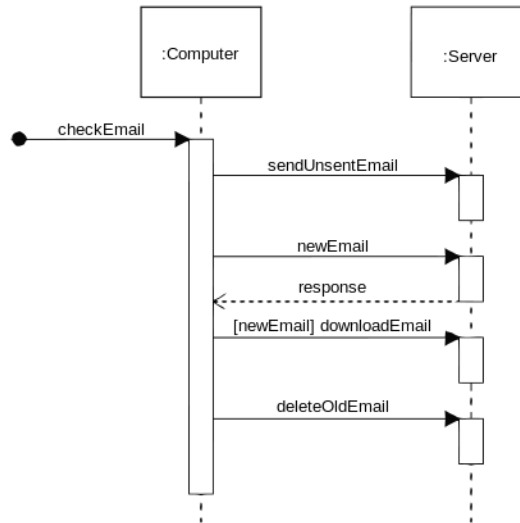 :Computer
:Server
checkEmail
sendUnsentEmail
newEmail
response
[newEmail] downloadEmail
deleteOldEmail